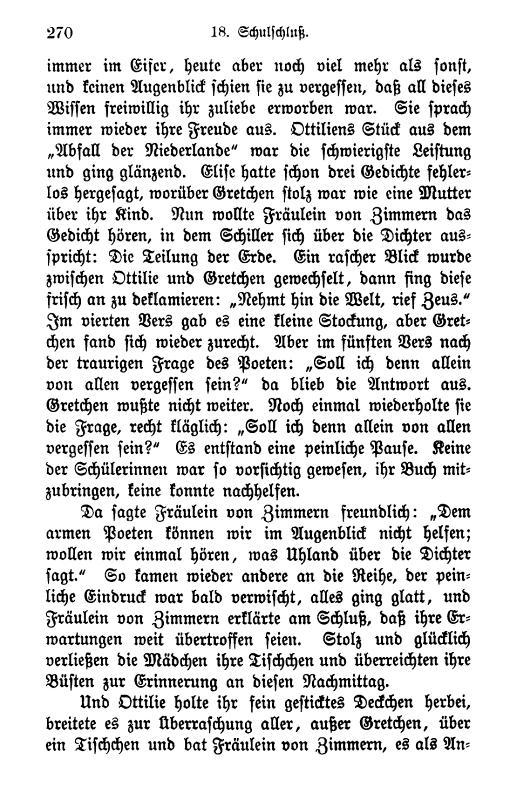 270 18. Schulschluß.
immer im Eifer, heute aber noch viel mehr als sonst,
und keinen Augenblick schien sie zu vergessen, daß all dieses
Wissen freiwillig ihr zuliebe erworben war. Sie sprach
immer wieder ihre Freude aus. Ottiliens Stück aus dem
„Abfall der Niederlande“ war die schwierigste Leistung
und ging glänzend. Elise hatte schon drei Gedichte fehler-
los hergesagt, worüber Gretchen stolz war wie eine Mutter
über ihr Kind. Nun wollte Fräulein von Zimmern das
Gedicht hören, in dem Schiller sich über die Dichter aus-
spricht: Die Teilung der Erde. Ein rascher Blick wurde
zwischen Ottilie und Gretchen gewechselt, dann fing diese
frisch an zu deklamieren: „Nehmt hin die Welt, rief Zeus.“
Im vierten Vers gab es eine kleine Stockung, aber Gret-
chen fand sich wieder zurecht. Aber im fünften Vers nach
der traurigen Frage des Poeten: „Soll ich denn allein
von allen vergessen sein?“ da blieb die Antwort aus.
Gretchen wußte nicht weiter. Noch einmal wiederholte sie
die Frage, recht kläglich: „Soll ich denn allein von allen
vergessen sein?“ Es entstand eine peinliche Pause. Keine
der Schülerinnen war so vorsichtig gewesen, ihr Buch mit-
zubringen, keine konnte nachhelfen.
Da sagte Fräulein von Zimmern freundlich: „Dem
armen Poeten können wir im Augenblick nicht helfen;
wollen wir einmal hören, was Uhland über die Dichter
sagt.“ So kamen wieder andere an die Reihe, der pein-
liche Eindruck war bald verwischt, alles ging glatt, und
Fräulein von Zimmern erklärte am Schluß, daß ihre Er-
wartungen weit übertroffen seien. Stolz und glücklich
verließen die Mädchen ihre Tischchen und überreichten ihre
Büsten zur Erinnerung an diesen Nachmittag.
Und Ottilie holte ihr fein gesticktes Deckchen herbei,
breitete es zur Überraschung aller, außer Gretchen, über
ein Tischchen und bat Fräulein von Zimmern, es als An-